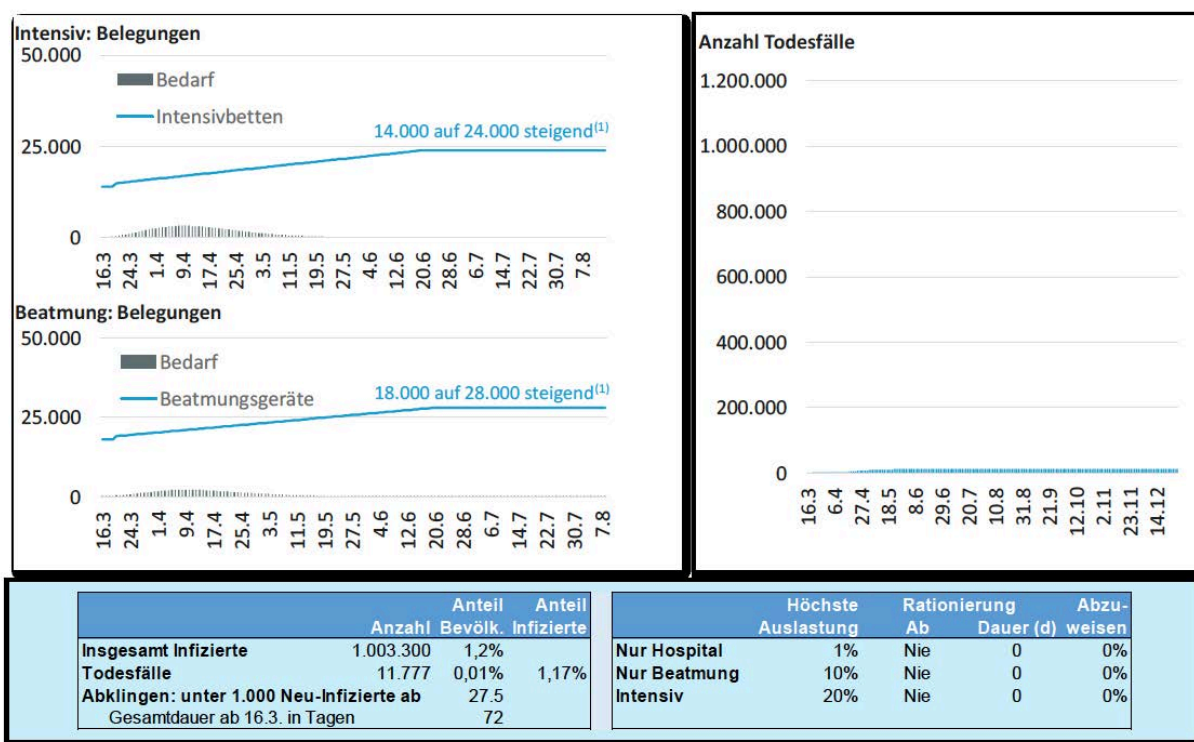 Intensiv: Belegungen
50.000
Bedarf
Intensivbetten
14.000 auf 24.000 steigend(1)
25.000
0
16.3 24.3 1.4 9.4 17.4 25.4 3.5 11.5 19.5 27.5 4.6 12.6 20.6 28.6 6.7 14.7 22.7 30.7 7.8
Beatmung: Belegungen
50.000
Bedarf
Beatmungsgeräte
18.000 auf 28.000 steigend(1)
25.000
0
16.3 24.3 1.4 9.4 17.4 25.4 3.5 11.5 19.5 27.5 4.6 12.6 20.6 28.6 6.7 14.7 22.7 30.7 7.8
Anzahl Todesfälle
1.200.000
1.000.000
800.000
600.000
400.000
200.000
0
16.3 6.4 27.4 18.5 8.6 29.6 20.7 10.8 31.8 21.9 12.10 2.11 23.11 14.12
Anteil Anteil
Anzahl Bevölk. Infizierte
Insgesamt Infizierte 1.003.300 1,2%
Todesfälle 11.777 0,01% 1,17%
Abklingen: unter 1.000 Neu-Infizierte ab 27.5
Gesamtdauer ab 16.3. in Tagen 72
Höchste Rationierung Abzu-
Auslastung Ab Dauer (d) weisen
Nur Hospital 1% Nie 0 0%
Nur Beatmung 10% Nie 0 0%
Intensiv 20% Nie 0 0%